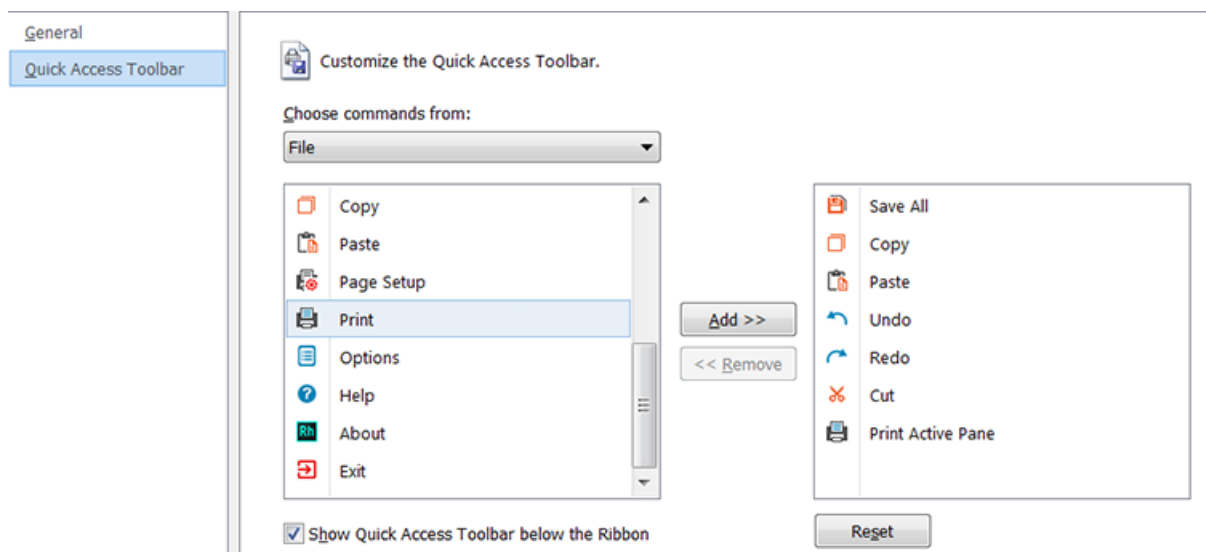 General
Quick Access Toolbar
Customize the Quick Access Toolbar.
Choose commands from:
File
Copy
Paste
Page Setup
Print
Options
Help
Rh About
Exit
Add >>
<< Remove
Save All
Copy
Paste
Undo
Redo
Cut
Print Active Pane
Show Quick Access Toolbar below the Ribbon
Reset